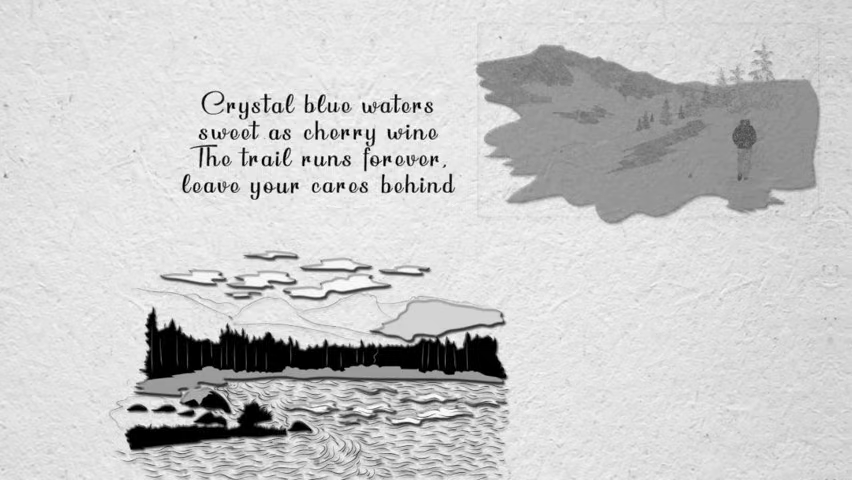 Crystal blue waters
sweet as cherry wine
The trail runs forever,
leave your cares behind